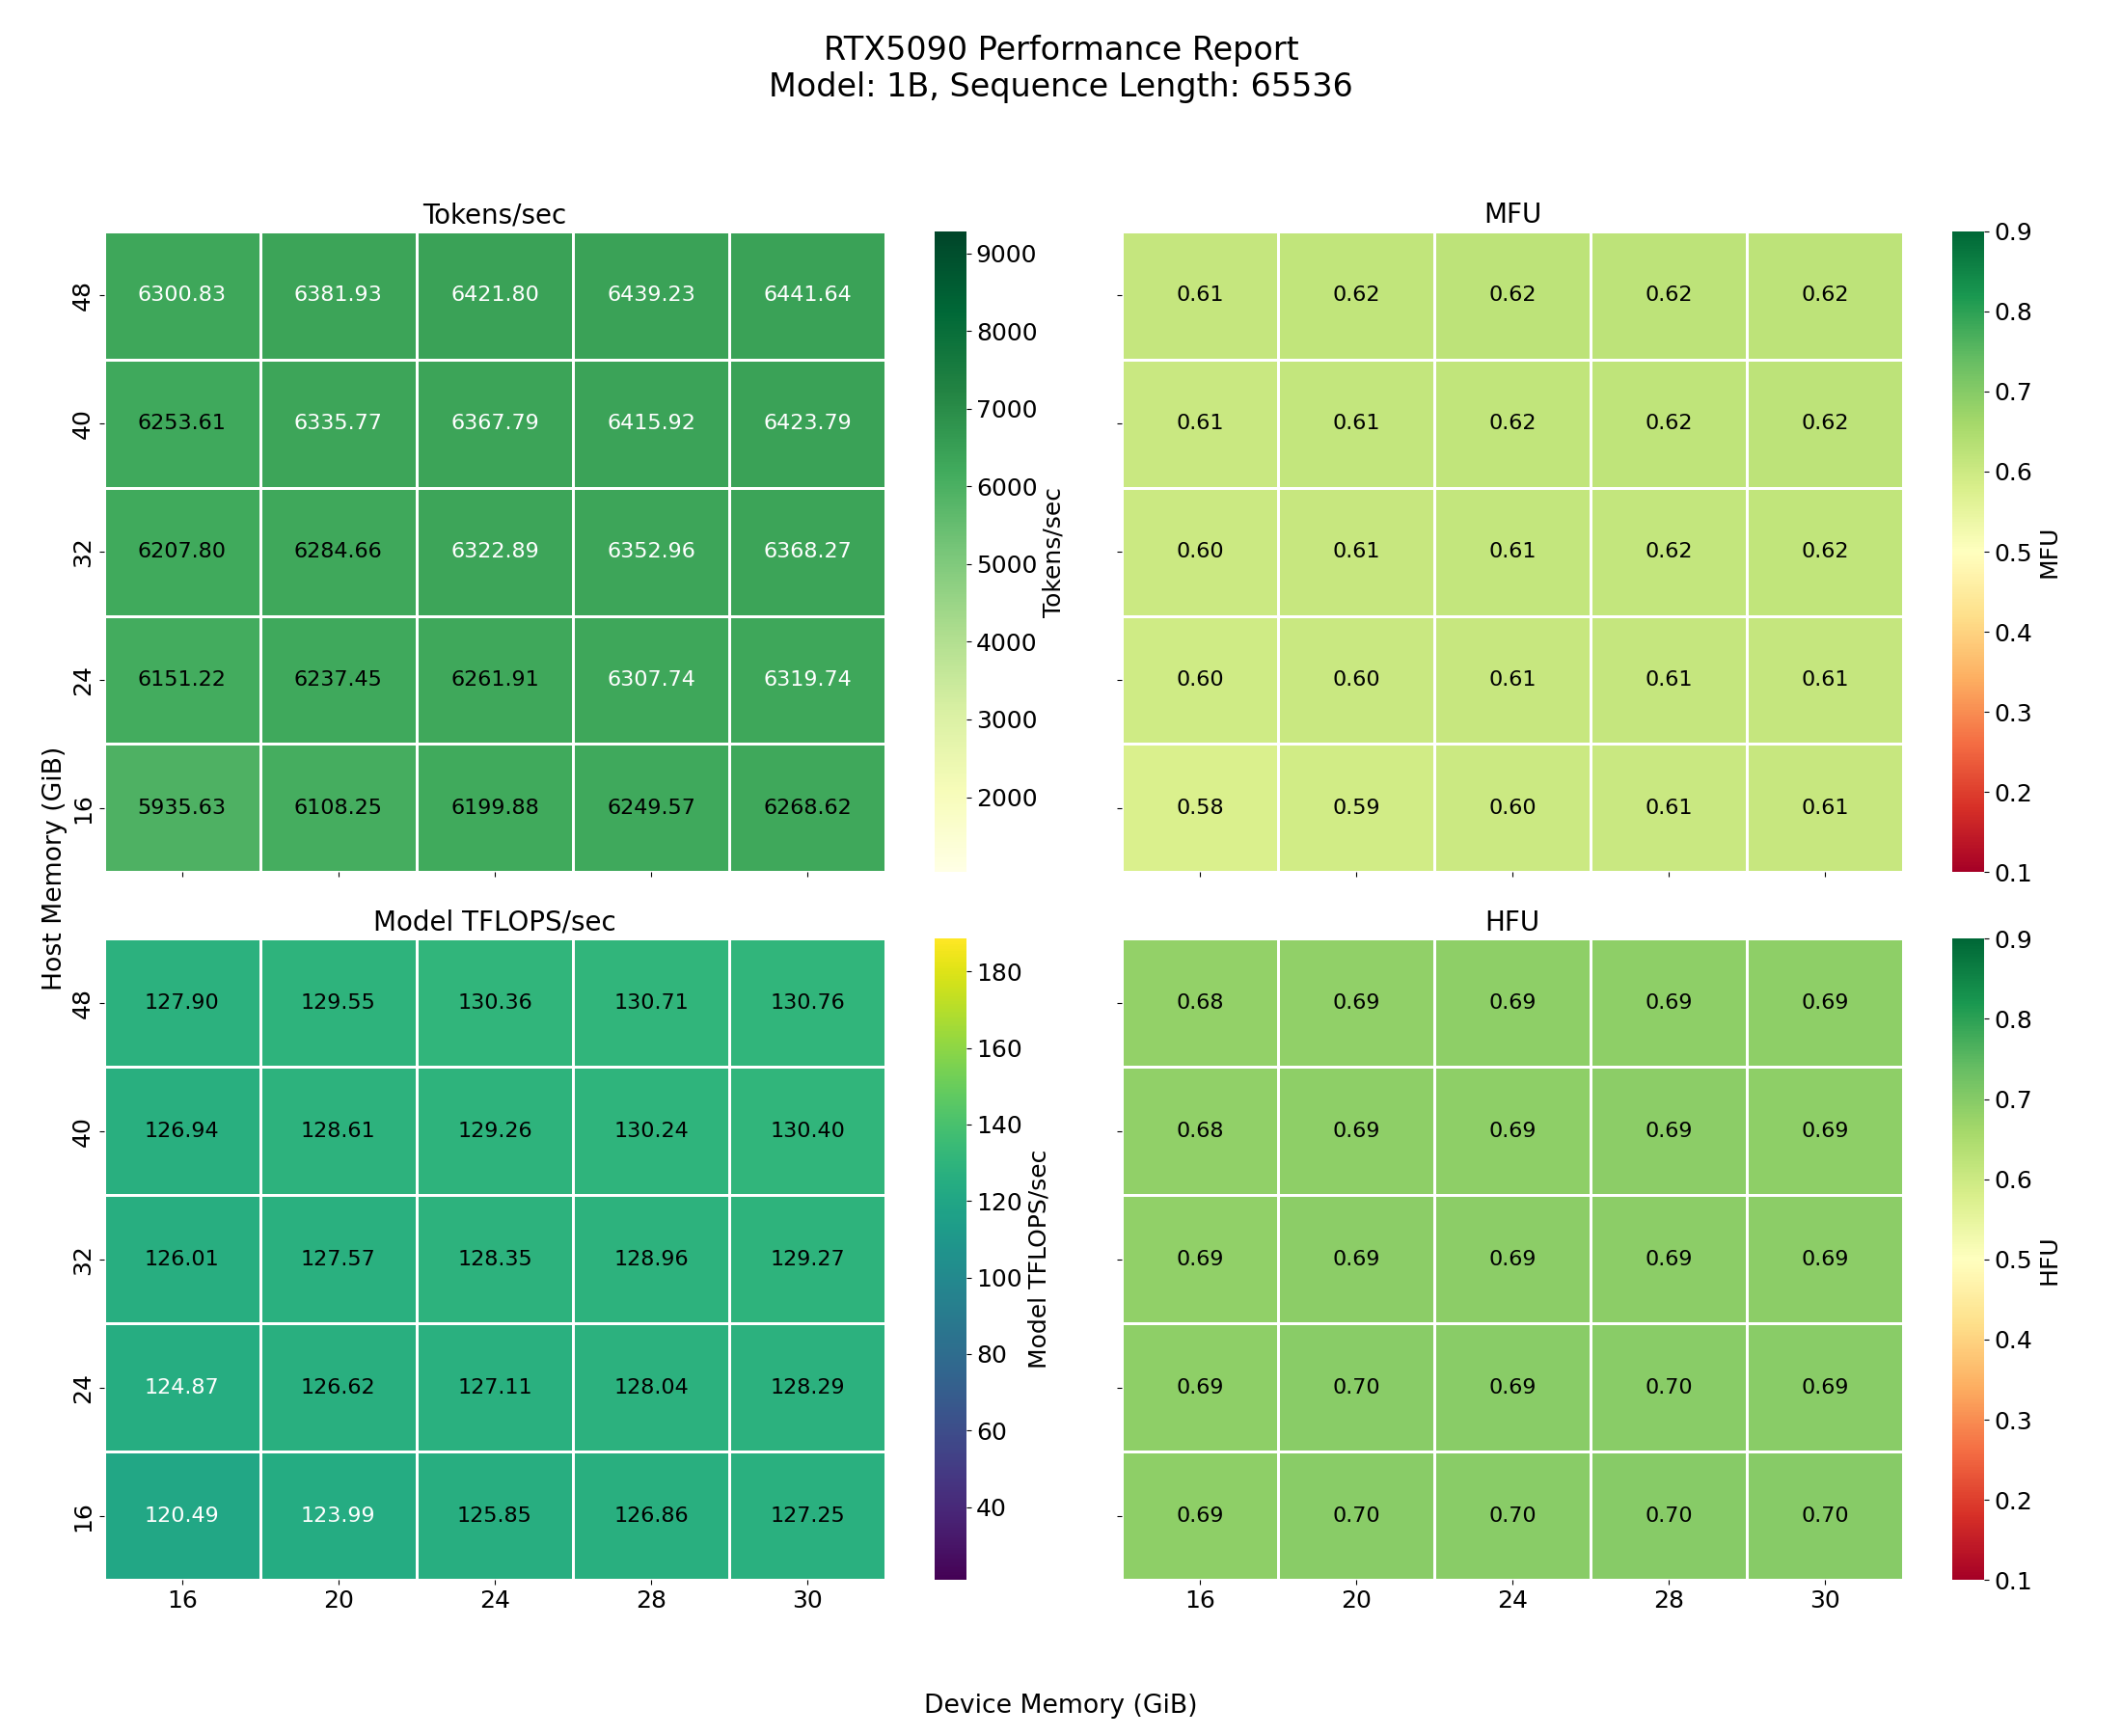 RTX5090 Performance Report
Model: 1B, Sequence Length: 65536
Tokens/sec
48 6300.83 6381.93 6421.80 6439.23 6441.64
40 6253.61 6335.77 6367.79 6415.92 6423.79
32 6207.80 6284.66 6322.89 6352.96 6368.27
24 6151.22 6237.45 6261.91 6307.74 6319.74
16 5935.63 6108.25 6199.88 6249.57 6268.62
9000
8000
7000
6000
5000
4000
3000
2000
Tokens/sec
MFU
0.61 0.62 0.62 0.62 0.62
0.61 0.61 0.62 0.62 0.62
0.60 0.61 0.61 0.62 0.62
0.60 0.60 0.61 0.61 0.61
0.58 0.59 0.60 0.61 0.61
0.9
0.8
0.7
0.6
0.5
0.4
0.3
0.2
0.1
MFU
Host Memory (GiB)
Model TFLOPS/sec
48 127.90 129.55 130.36 130.71 130.76
40 126.94 128.61 129.26 130.24 130.40
32 126.01 127.57 128.35 128.96 129.27
24 124.87 126.62 127.11 128.04 128.29
16 120.49 123.99 125.85 126.86 127.25
16 20 24 28 30
180
160
140
120
100
80
60
40
Model TFLOPS/sec
HFU
0.68 0.69 0.69 0.69 0.69
0.68 0.69 0.69 0.69 0.69
0.69 0.69 0.69 0.69 0.69
0.69 0.70 0.69 0.70 0.69
0.69 0.70 0.70 0.70 0.70
16 20 24 28 30
0.9
0.8
0.7
0.6
0.5
0.4
0.3
0.2
0.1
HFU
Device Memory (GiB)